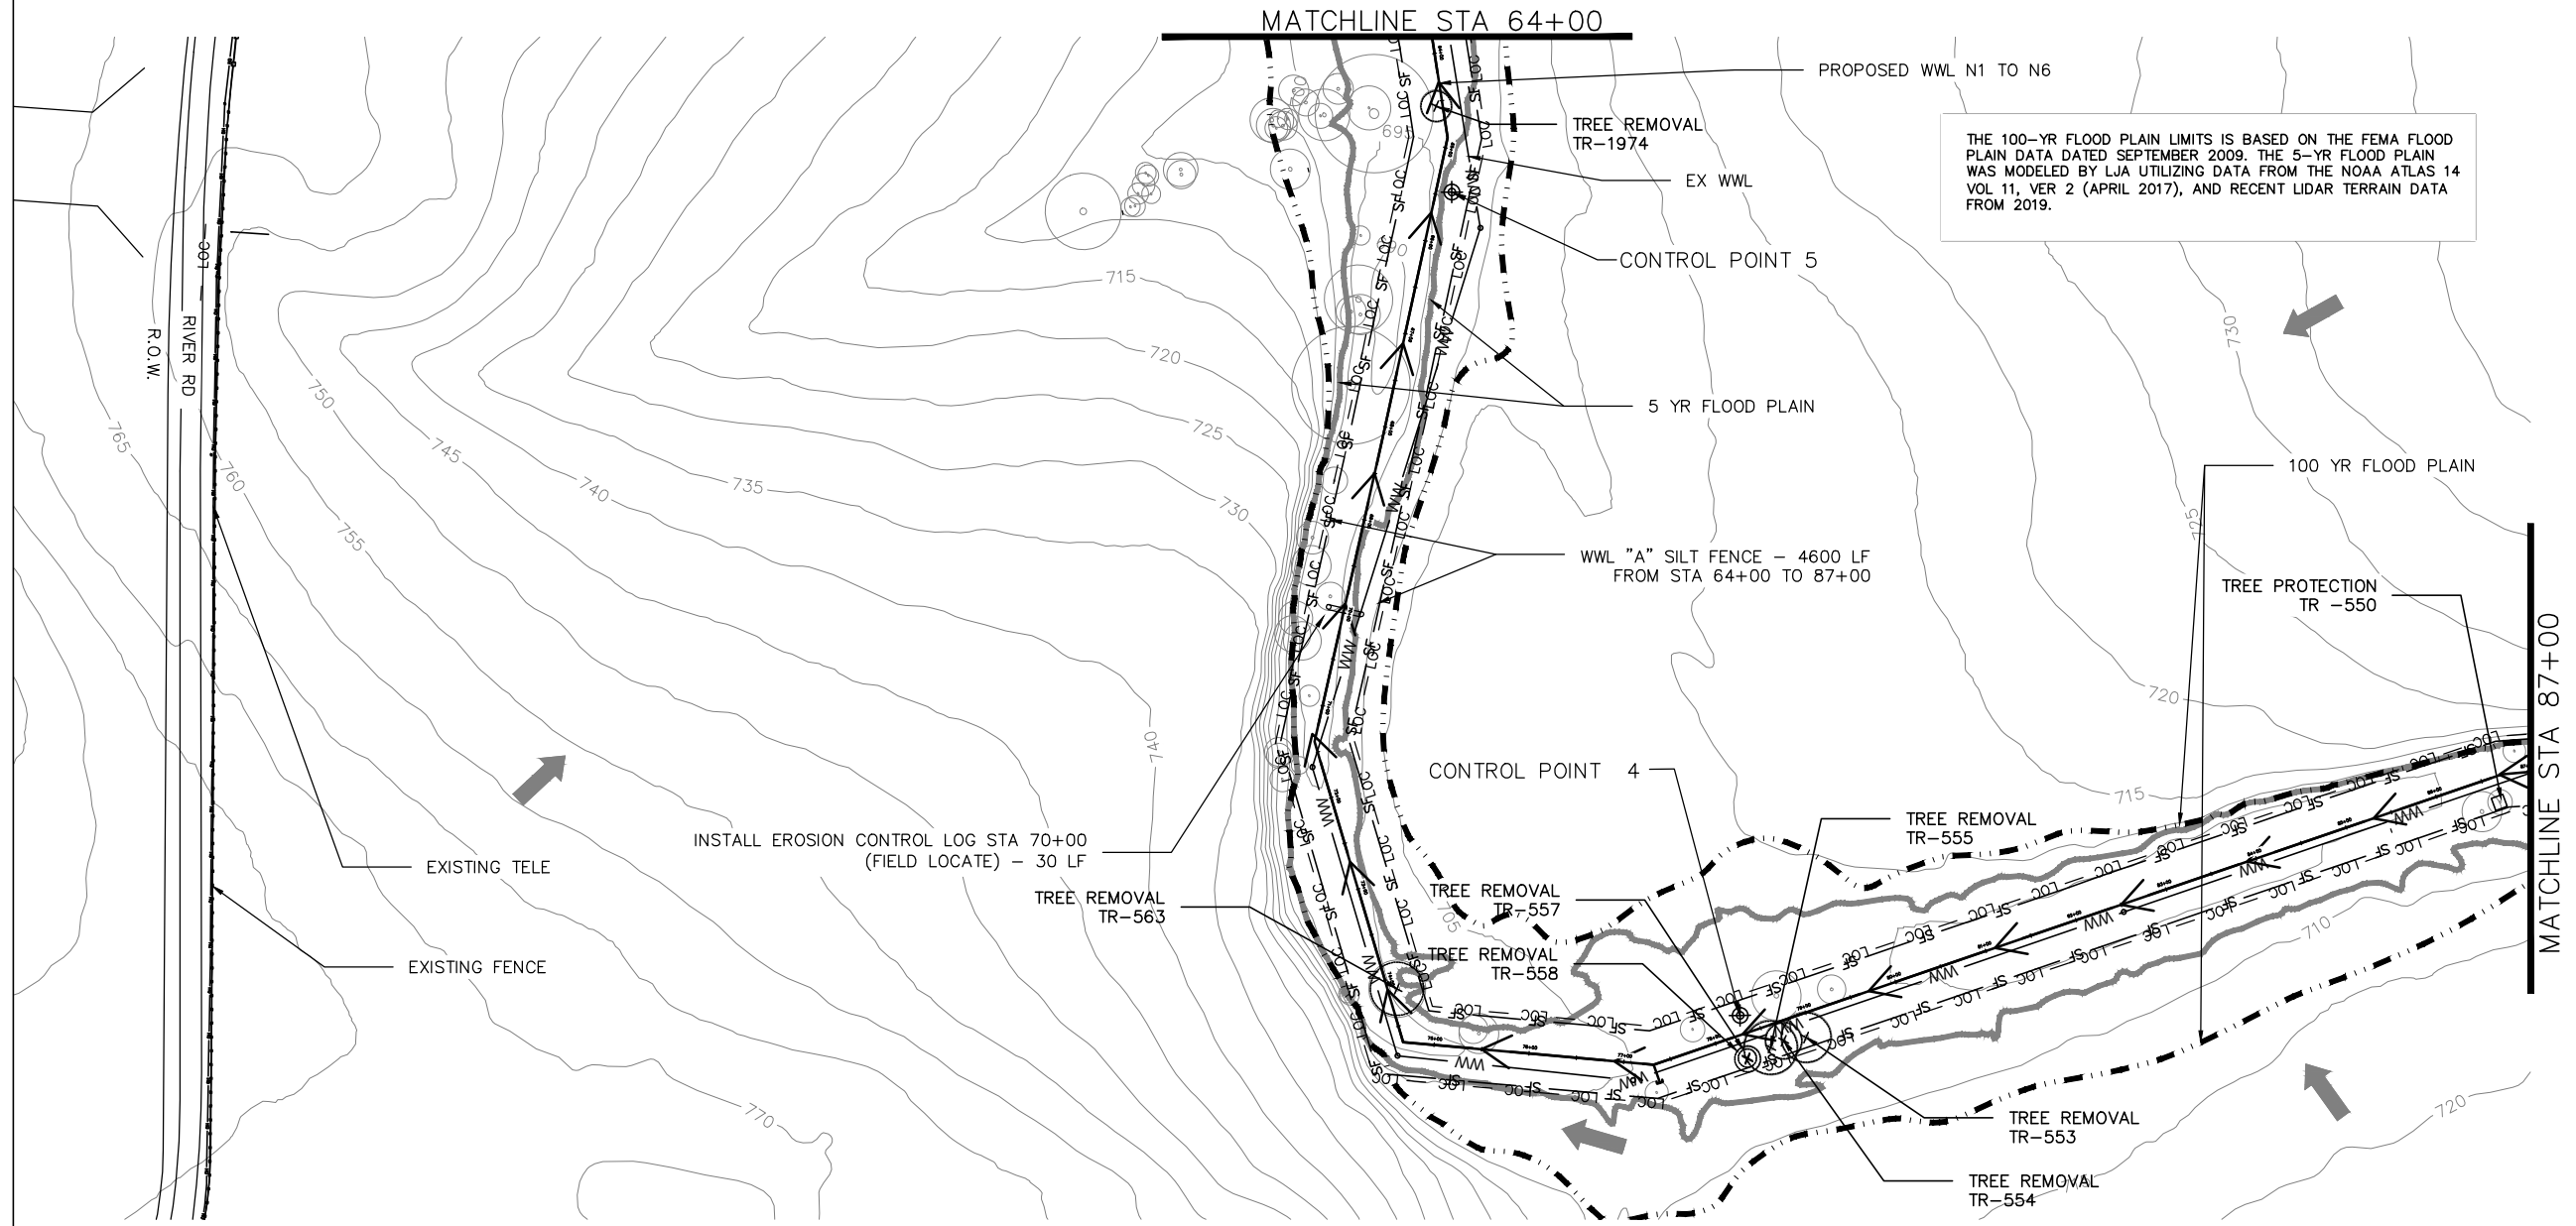 MATCHLINE STA 64+00
PROPOSED WWL N1 TO N6
TREE REMOVAL
TR-1974
EX WWL
THE 100-YR FLOOD PLAIN LIMITS IS BASED ON THE FEMA FLOOD
PLAIN DATA DATED SEPTEMBER 2009. THE 5-YR FLOOD PLAIN
WAS MODELED BY LJA UTILIZING DATA FROM THE NOAA ATLAS 14
VOL 11, VER 2 (APRIL 2017), AND RECENT LIDAR TERRAIN DATA
FROM 2019.
CONTROL POINT 5
LOC
RIVER RD
R.O.W.
715
720
725
730
735
740
745
750
755
760
765
730
5 YR FLOOD PLAIN
100 YR FLOOD PLAIN
725
WWL "A" SILT FENCE - 4600 LF
FROM STA 64+00 TO 87+00
TREE PROTECTION
TR -550
MATCHLINE STA 87+00
720
740
CONTROL POINT 4
715
TREE REMOVAL
TR-555
INSTALL EROSION CONTROL LOG STA 70+00
(FIELD LOCATE) - 30 LF
EXISTING TELE
TREE REMOVAL
TR-563
TREE REMOVAL
TR-557
705
710
TREE REMOVAL
TR-558
EXISTING FENCE
770
720
TREE REMOVAL
TR-553
TREE REMOVAL
TR-554